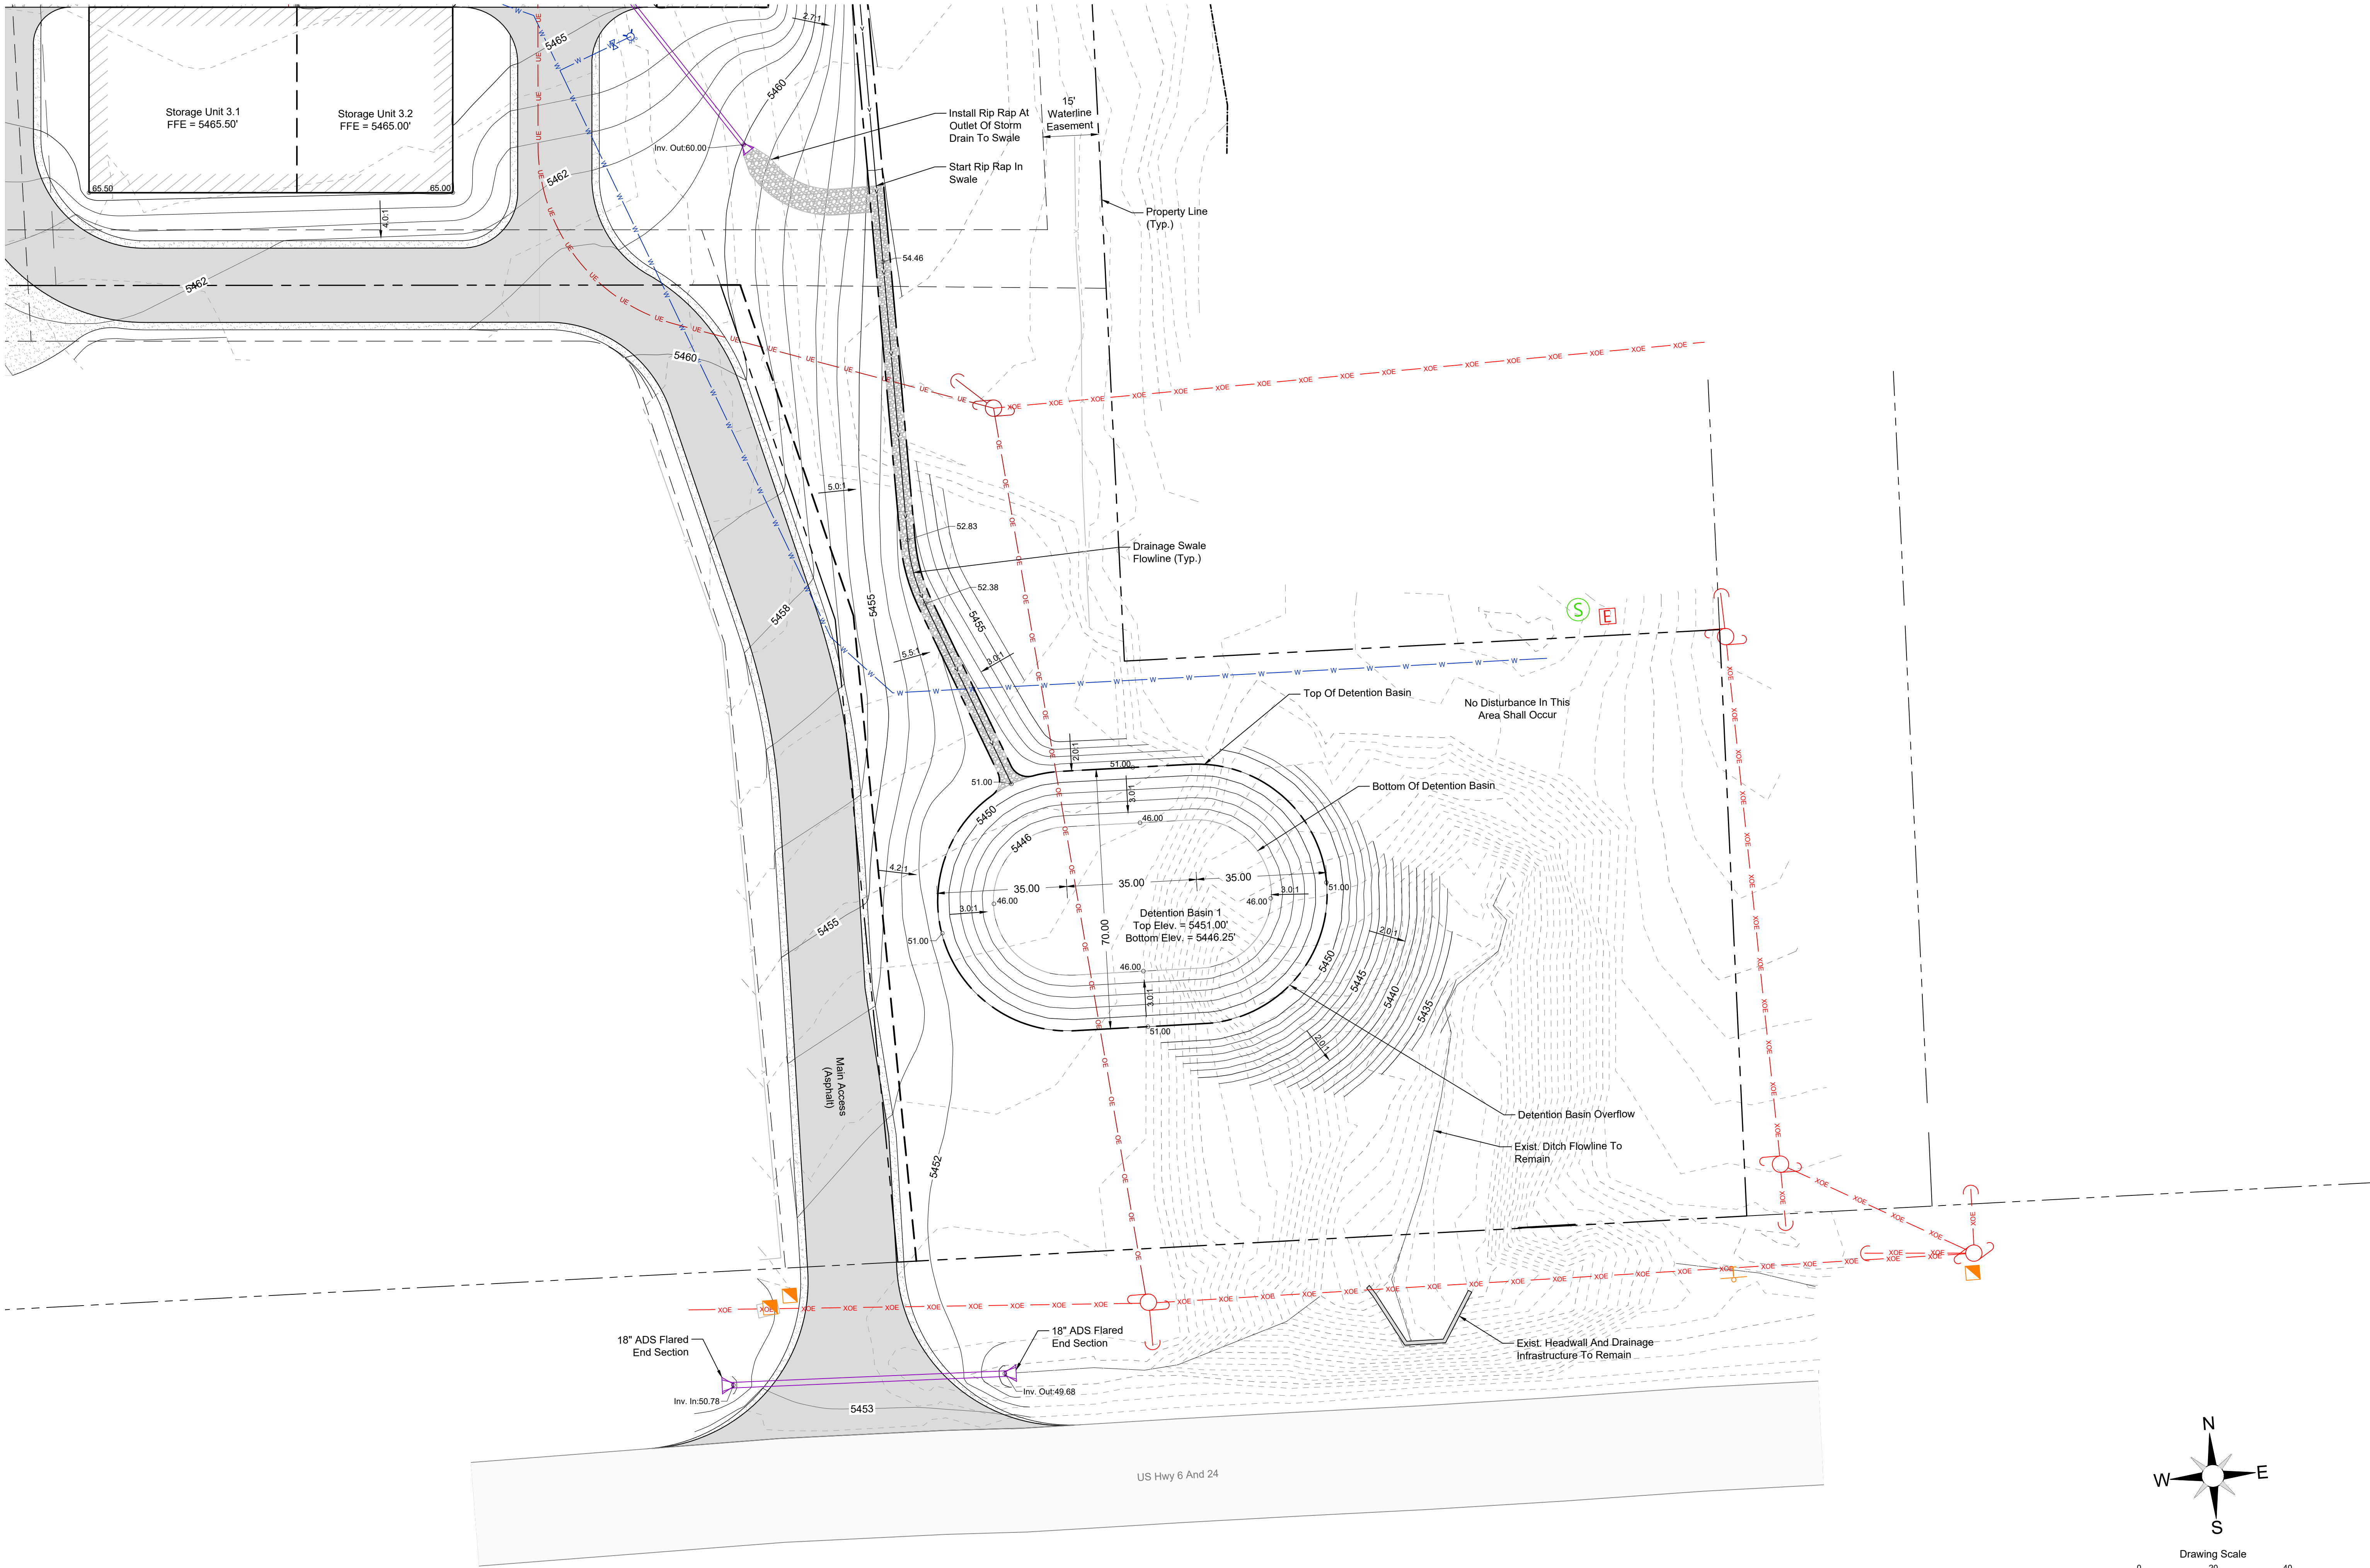 2.7:1
5465
5460
15'
Waterline
Easement
Storage Unit 3.1
FFE = 5465.50'
Storage Unit 3.2
FFE = 5465.00'
Install Rip Rap At
Outlet Of Storm
Drain To Swale
Inv. Out:60.00
Start Rip Rap In
Swale
5462
65.50
65.00
4.0:1
Property Line
(Typ.)
54.46
5462
5460
5.0:1
52.83
Drainage Swale
Flowline (Typ.)
52.38
5458
5455
5455
S
E
5.5:1
3.0:1
Top Of Detention Basin
No Disturbance In This
Area Shall Occur
2.0:1
51.00
51.00
Bottom Of Detention Basin
3.0:1
5450
46.00
5446
4.2:1
35.00
35.00
35.00
51.00
3.0:1
46.00
3.0:1
46.00
Detention Basin 1
Top Elev. = 5451.00'
Bottom Elev. = 5446.25'
70.00
5455
51.00
2.0:1
46.00
5450
5445
5440
5435
3.0:1
51.00
2.0:1
Main Access
(Asphalt)
Detention Basin Overflow
Exist. Ditch Flowline To
Remain
5452
UE
W
OE
XOE
18" ADS Flared
End Section
18" ADS Flared
End Section
Exist. Headwall And Drainage
Infrastructure To Remain
Inv. In:50.78
Inv. Out:49.68
5453
US Hwy 6 And 24
N
W
E
S
Drawing Scale
0 20 40